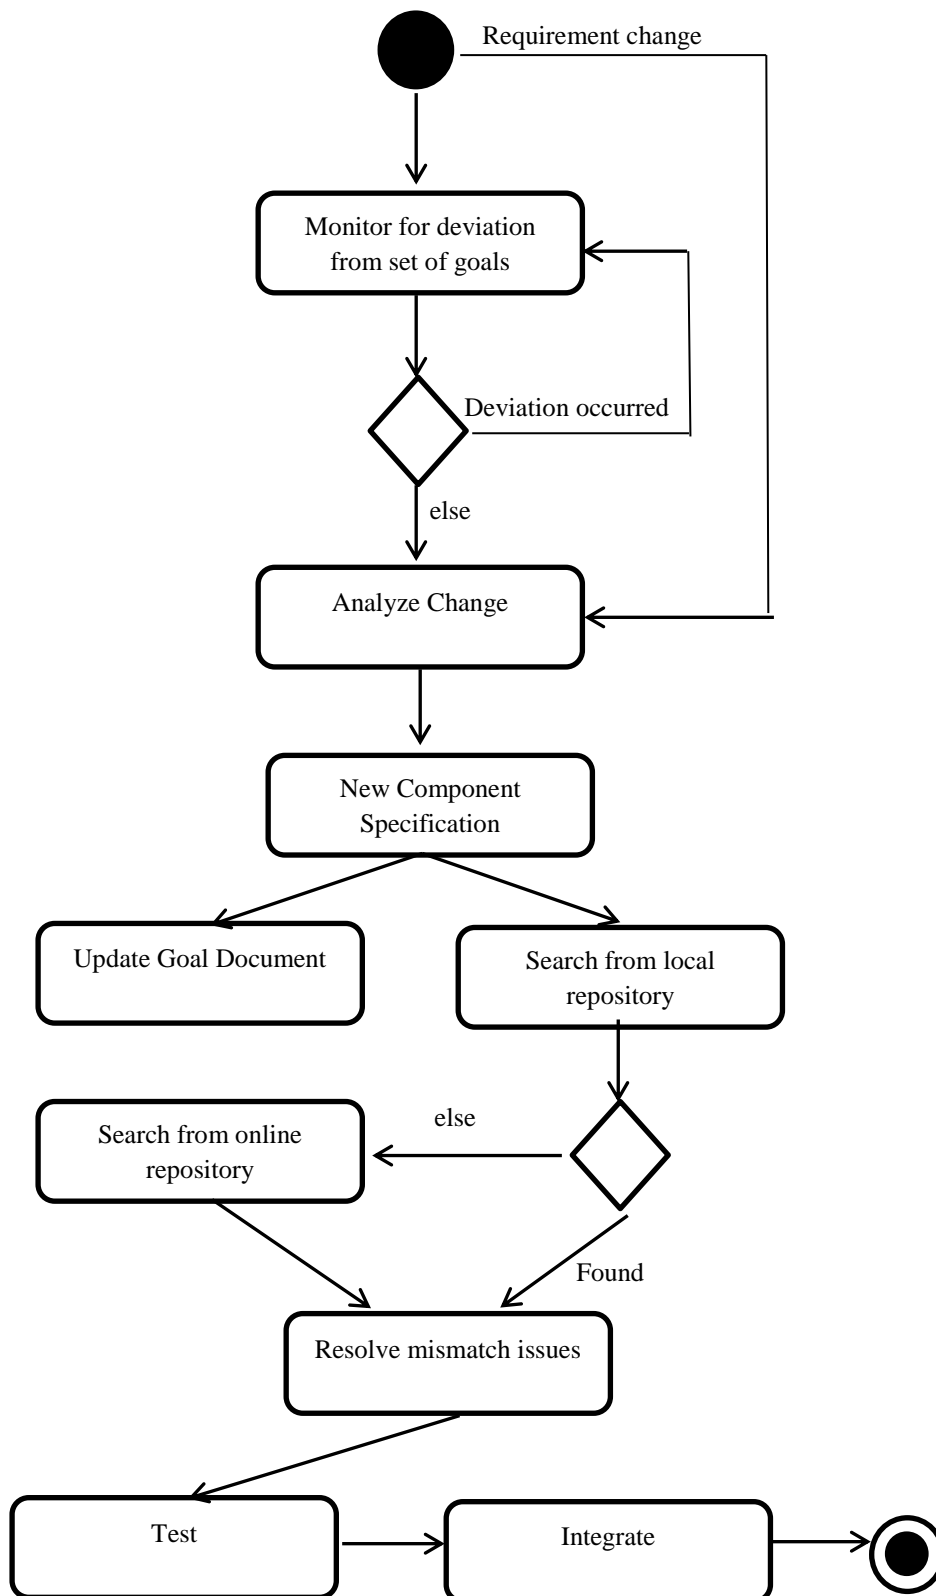 Requirement change
Monitor for deviation
from set of goals
Deviation occurred
else
Analyze Change
New Component
Specification
Update Goal Document
Search from local
repository
else
Search from online
repository
Found
Resolve mismatch issues
Test
Integrate